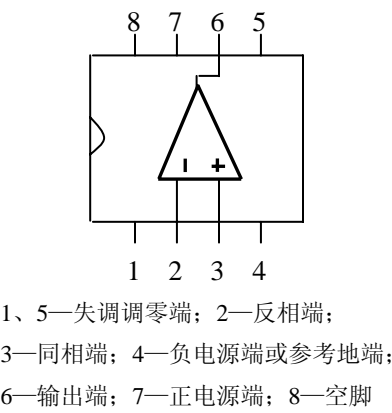 8 7 6 5
1 2 3 4
1、5—失调调零端；2—反相端；
3—同相端；4—负电源端或参考地端；
6—输出端；7—正电源端；8—空脚